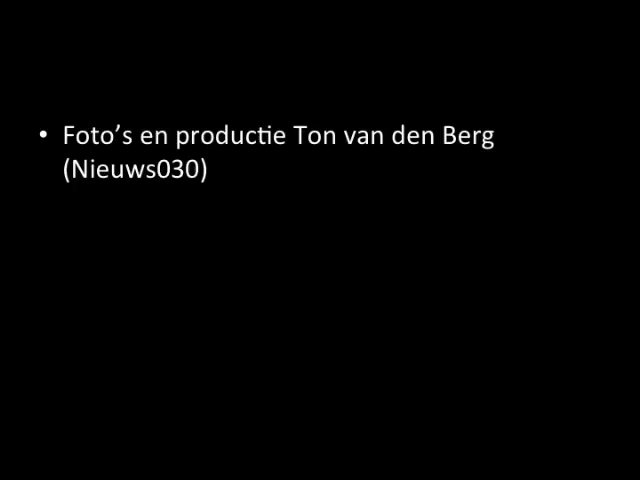 • Foto’s en productie Ton van den Berg
(Nieuws030)